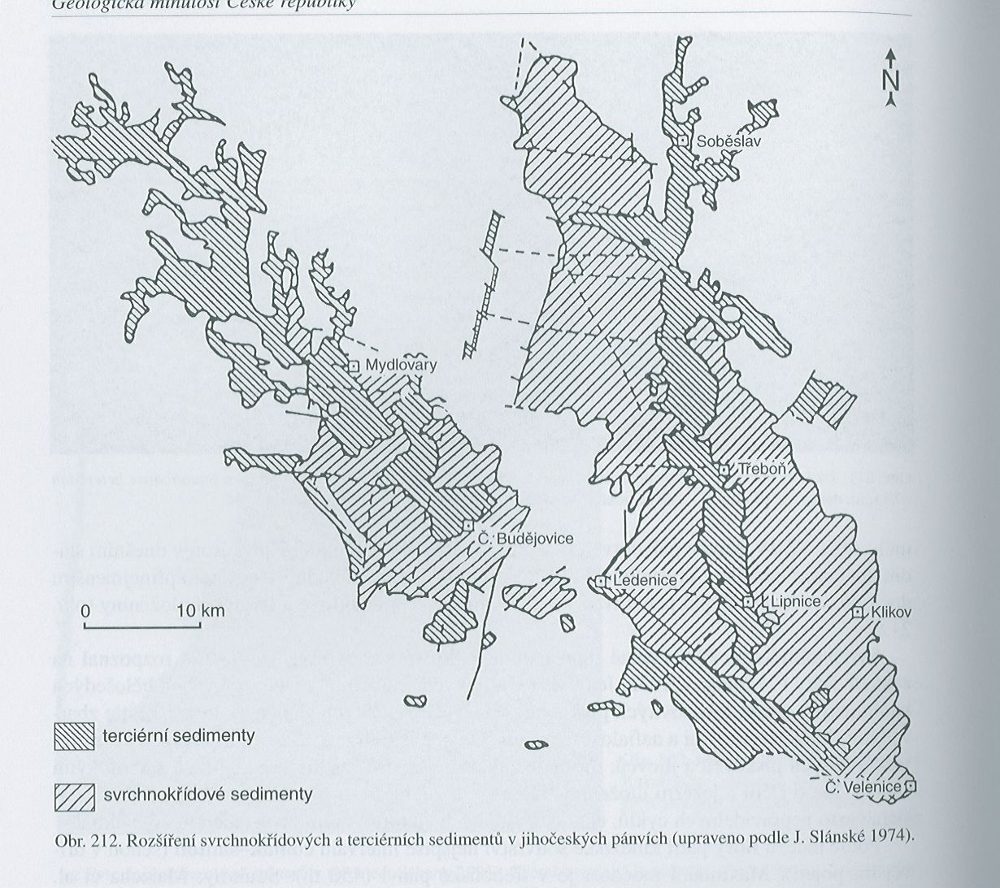 Geologická minulost České republiky
N
Soběslav
Mydlovary
Třeboň
Č. Budějovice
Ledenice
Lipnice
Klikov
0 10 km
terciérní sedimenty
svrchnokřídové sedimenty
Č. Velenice
Obr. 212. Rozšíření svrchnokřídových a terciérních sedimentů v jihočeských pánvích (upraveno podle J. Slánské 1974).